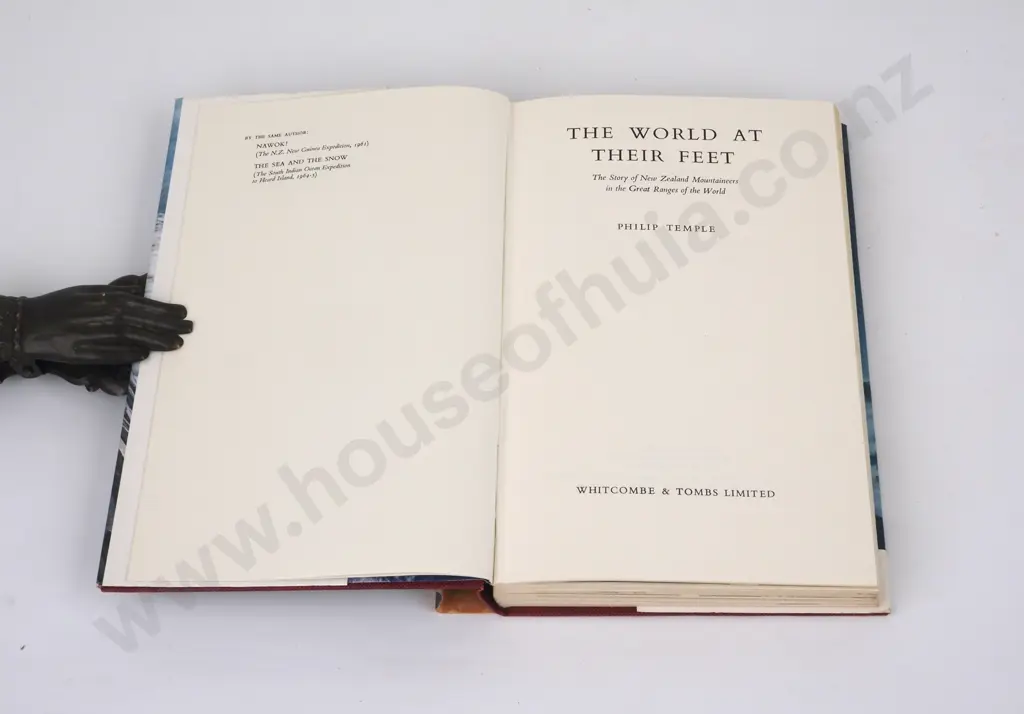 BY THE SAME AUTHOR:
NAWOK!
(The N.Z. New Guinea Expedition, 1961)
THE SEA AND THE SNOW
(The South Indian Ocean Expedition
to Heard Island, 1964-5)
THE WORLD AT
THEIR FEET
The Story of New Zealand Mountaineers
in the Great Ranges of the World
PHILIP TEMPLE
WHITCOMBE & TOMBS LIMITED
www.houseofhuia.co.nz